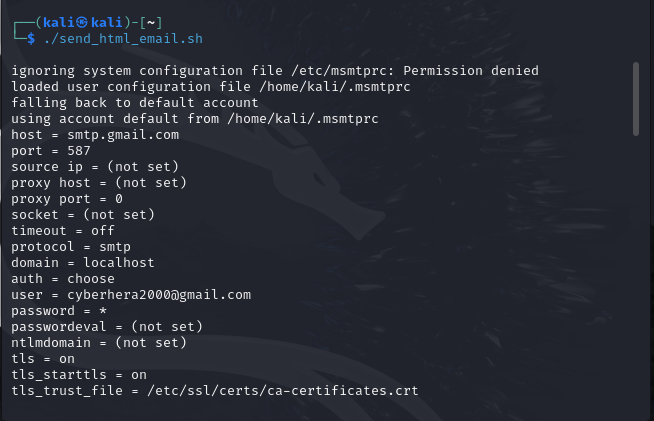 ┌──(kali㉿kali)-[~]
└─$ ./send_html_email.sh
ignoring system configuration file /etc/msmtprc: Permission denied
loaded user configuration file /home/kali/.msmtprc
falling back to default account
using account default from /home/kali/.msmtprc
host = smtp.gmail.com
port = 587
source ip = (not set)
proxy host = (not set)
proxy port = 0
socket = (not set)
timeout = off
protocol = smtp
domain = localhost
auth = choose
user = cyberhera2000@gmail.com
password = *
passwordeval = (not set)
ntlmdomain = (not set)
tls = on
tls_starttls = on
tls_trust_file = /etc/ssl/certs/ca-certificates.crt